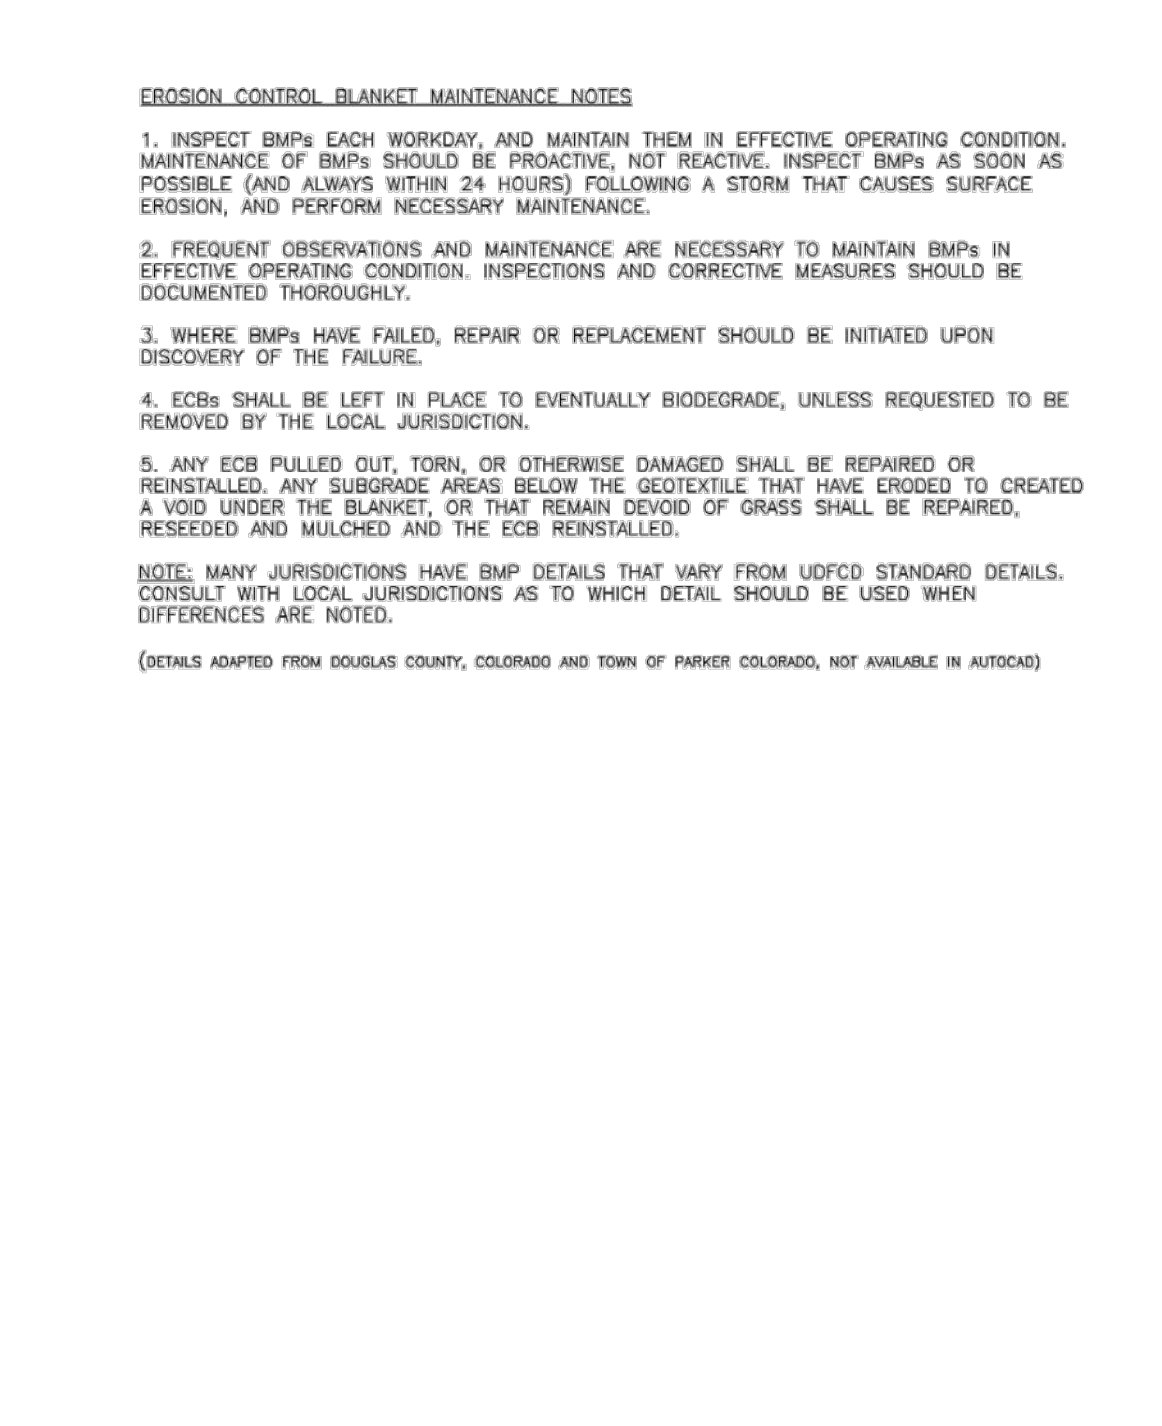 EROSION CONTROL BLANKET MAINTENANCE NOTES
1. INSPECT BMPs EACH WORKDAY, AND MAINTAIN THEM IN EFFECTIVE OPERATING CONDITION.
MAINTENANCE OF BMPs SHOULD BE PROACTIVE, NOT REACTIVE. INSPECT BMPs AS SOON AS
POSSIBLE (AND ALWAYS WITHIN 24 HOURS) FOLLOWING A STORM THAT CAUSES SURFACE
EROSION, AND PERFORM NECESSARY MAINTENANCE.
2. FREQUENT OBSERVATIONS AND MAINTENANCE ARE NECESSARY TO MAINTAIN BMPs IN
EFFECTIVE OPERATING CONDITION. INSPECTIONS AND CORRECTIVE MEASURES SHOULD BE
DOCUMENTED THOROUGHLY.
3. WHERE BMPs HAVE FAILED, REPAIR OR REPLACEMENT SHOULD BE INITIATED UPON
DISCOVERY OF THE FAILURE.
4. ECBs SHALL BE LEFT IN PLACE TO EVENTUALLY BIODEGRADE, UNLESS REQUESTED TO BE
REMOVED BY THE LOCAL JURISDICTION.
5. ANY ECB PULLED OUT, TORN, OR OTHERWISE DAMAGED SHALL BE REPAIRED OR
REINSTALLED. ANY SUBGRADE AREAS BELOW THE GEOTEXTILE THAT HAVE ERODED TO CREATED
A VOID UNDER THE BLANKET, OR THAT REMAIN DEVOID OF GRASS SHALL BE REPAIRED,
RESEEDED AND MULCHED AND THE ECB REINSTALLED.
NOTE: MANY JURISDICTIONS HAVE BMP DETAILS THAT VARY FROM UDFCD STANDARD DETAILS.
CONSULT WITH LOCAL JURISDICTIONS AS TO WHICH DETAIL SHOULD BE USED WHEN
DIFFERENCES ARE NOTED.
(DETAILS ADAPTED FROM DOUGLAS COUNTY, COLORADO AND TOWN OF PARKER COLORADO, NOT AVAILABLE IN AUTOCAD)